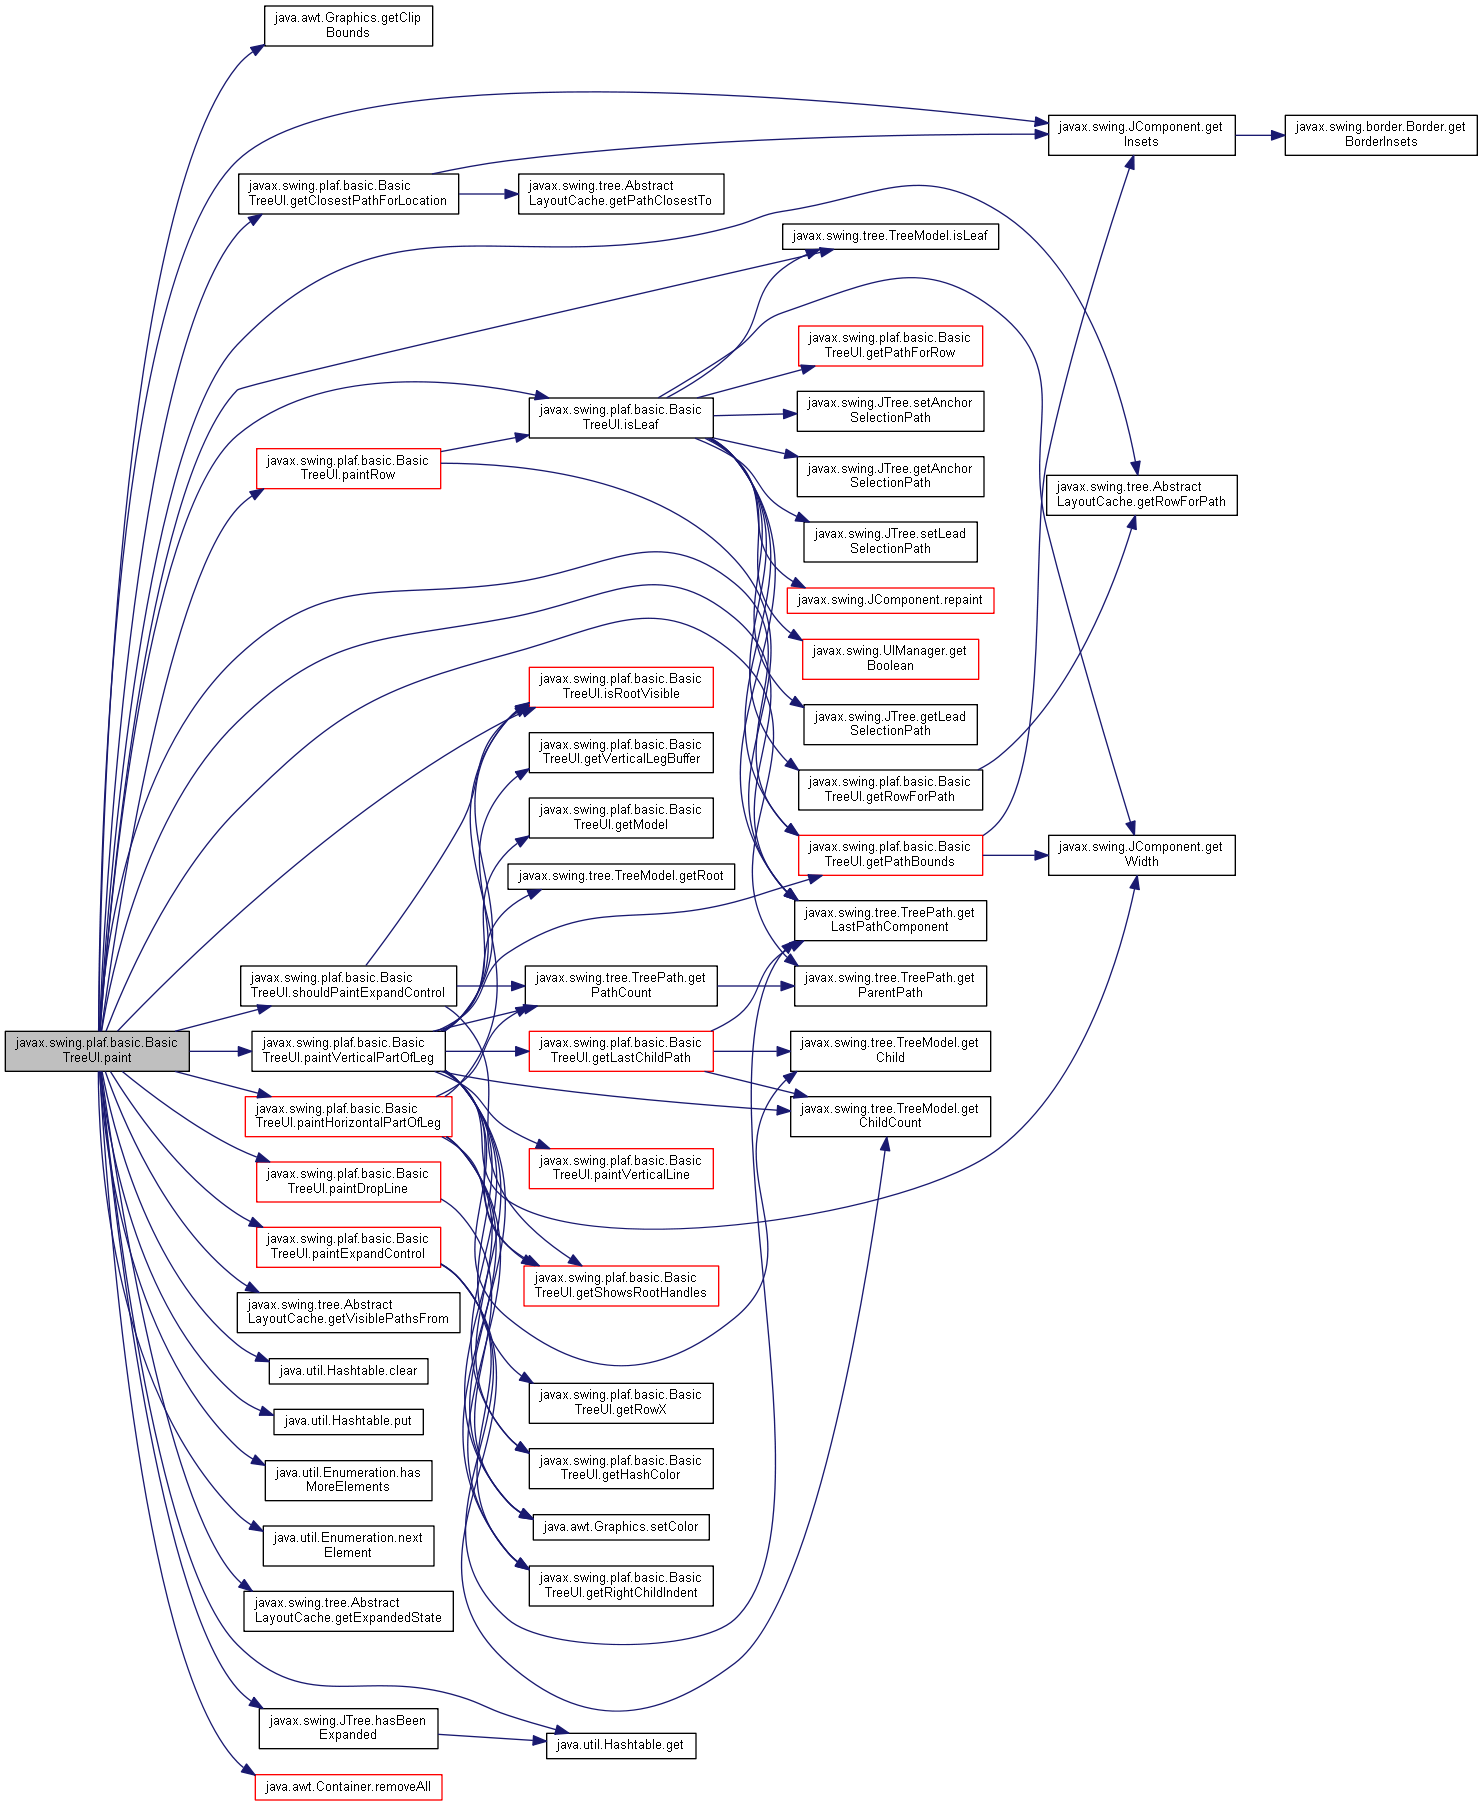 java.awt.Graphics.getClip
Bounds
javax.swing.JComponent.get
Insets
javax.swing.border.Border.get
BorderInsets
javax.swing.plaf.basic.Basic
TreeUI.getClosestPathForLocation
javax.swing.tree.Abstract
LayoutCache.getPathClosestTo
javax.swing.tree.TreeModel.isLeaf
javax.swing.plaf.basic.Basic
TreeUI.getPathForRow
javax.swing.plaf.basic.Basic
TreeUI.isLeaf
javax.swing.JTree.setAnchor
SelectionPath
javax.swing.plaf.basic.Basic
TreeUI.paintRow
javax.swing.JTree.getAnchor
SelectionPath
javax.swing.tree.Abstract
LayoutCache.getRowForPath
javax.swing.JTree.setLead
SelectionPath
javax.swing.JComponent.repaint
javax.swing.UIManager.get
Boolean
javax.swing.plaf.basic.Basic
TreeUI.isRootVisible
javax.swing.JTree.getLead
SelectionPath
javax.swing.plaf.basic.Basic
TreeUI.getVerticalLegBuffer
javax.swing.plaf.basic.Basic
TreeUI.getRowForPath
javax.swing.plaf.basic.Basic
TreeUI.getModel
javax.swing.plaf.basic.Basic
TreeUI.getPathBounds
javax.swing.JComponent.get
Width
javax.swing.tree.TreeModel.getRoot
javax.swing.tree.TreePath.get
LastPathComponent
javax.swing.plaf.basic.Basic
TreeUI.shouldPaintExpandControl
javax.swing.tree.TreePath.get
PathCount
javax.swing.tree.TreePath.get
ParentPath
javax.swing.plaf.basic.Basic
TreeUI.paint
javax.swing.plaf.basic.Basic
TreeUI.paintVerticalPartOfLeg
javax.swing.plaf.basic.Basic
TreeUI.getLastChildPath
javax.swing.tree.TreeModel.get
Child
javax.swing.plaf.basic.Basic
TreeUI.paintHorizontalPartOfLeg
javax.swing.tree.TreeModel.get
ChildCount
javax.swing.plaf.basic.Basic
TreeUI.paintVerticalLine
javax.swing.plaf.basic.Basic
TreeUI.paintDropLine
javax.swing.plaf.basic.Basic
TreeUI.paintExpandControl
javax.swing.plaf.basic.Basic
TreeUI.getShowsRootHandles
javax.swing.tree.Abstract
LayoutCache.getVisiblePathsFrom
java.util.Hashtable.clear
javax.swing.plaf.basic.Basic
TreeUI.getRowX
java.util.Hashtable.put
javax.swing.plaf.basic.Basic
TreeUI.getHashColor
java.util.Enumeration.has
MoreElements
java.awt.Graphics.setColor
java.util.Enumeration.next
Element
javax.swing.plaf.basic.Basic
TreeUI.getRightChildIndent
javax.swing.tree.Abstract
LayoutCache.getExpandedState
javax.swing.JTree.hasBeen
Expanded
java.util.Hashtable.get
java.awt.Container.removeAll